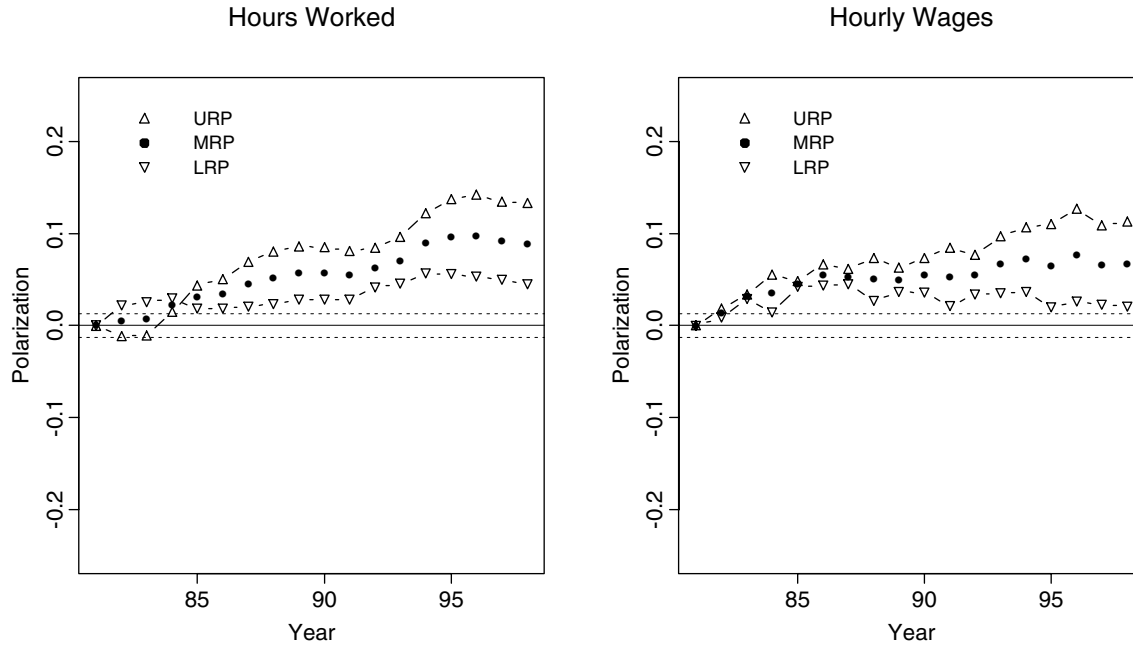 Hours Worked
URP
MRP
LRP
0.2
0.1
0.0
-0.1
-0.2
Polarization
85 90 95
Year
Hourly Wages
URP
MRP
LRP
0.2
0.1
0.0
-0.1
-0.2
Polarization
85 90 95
Year